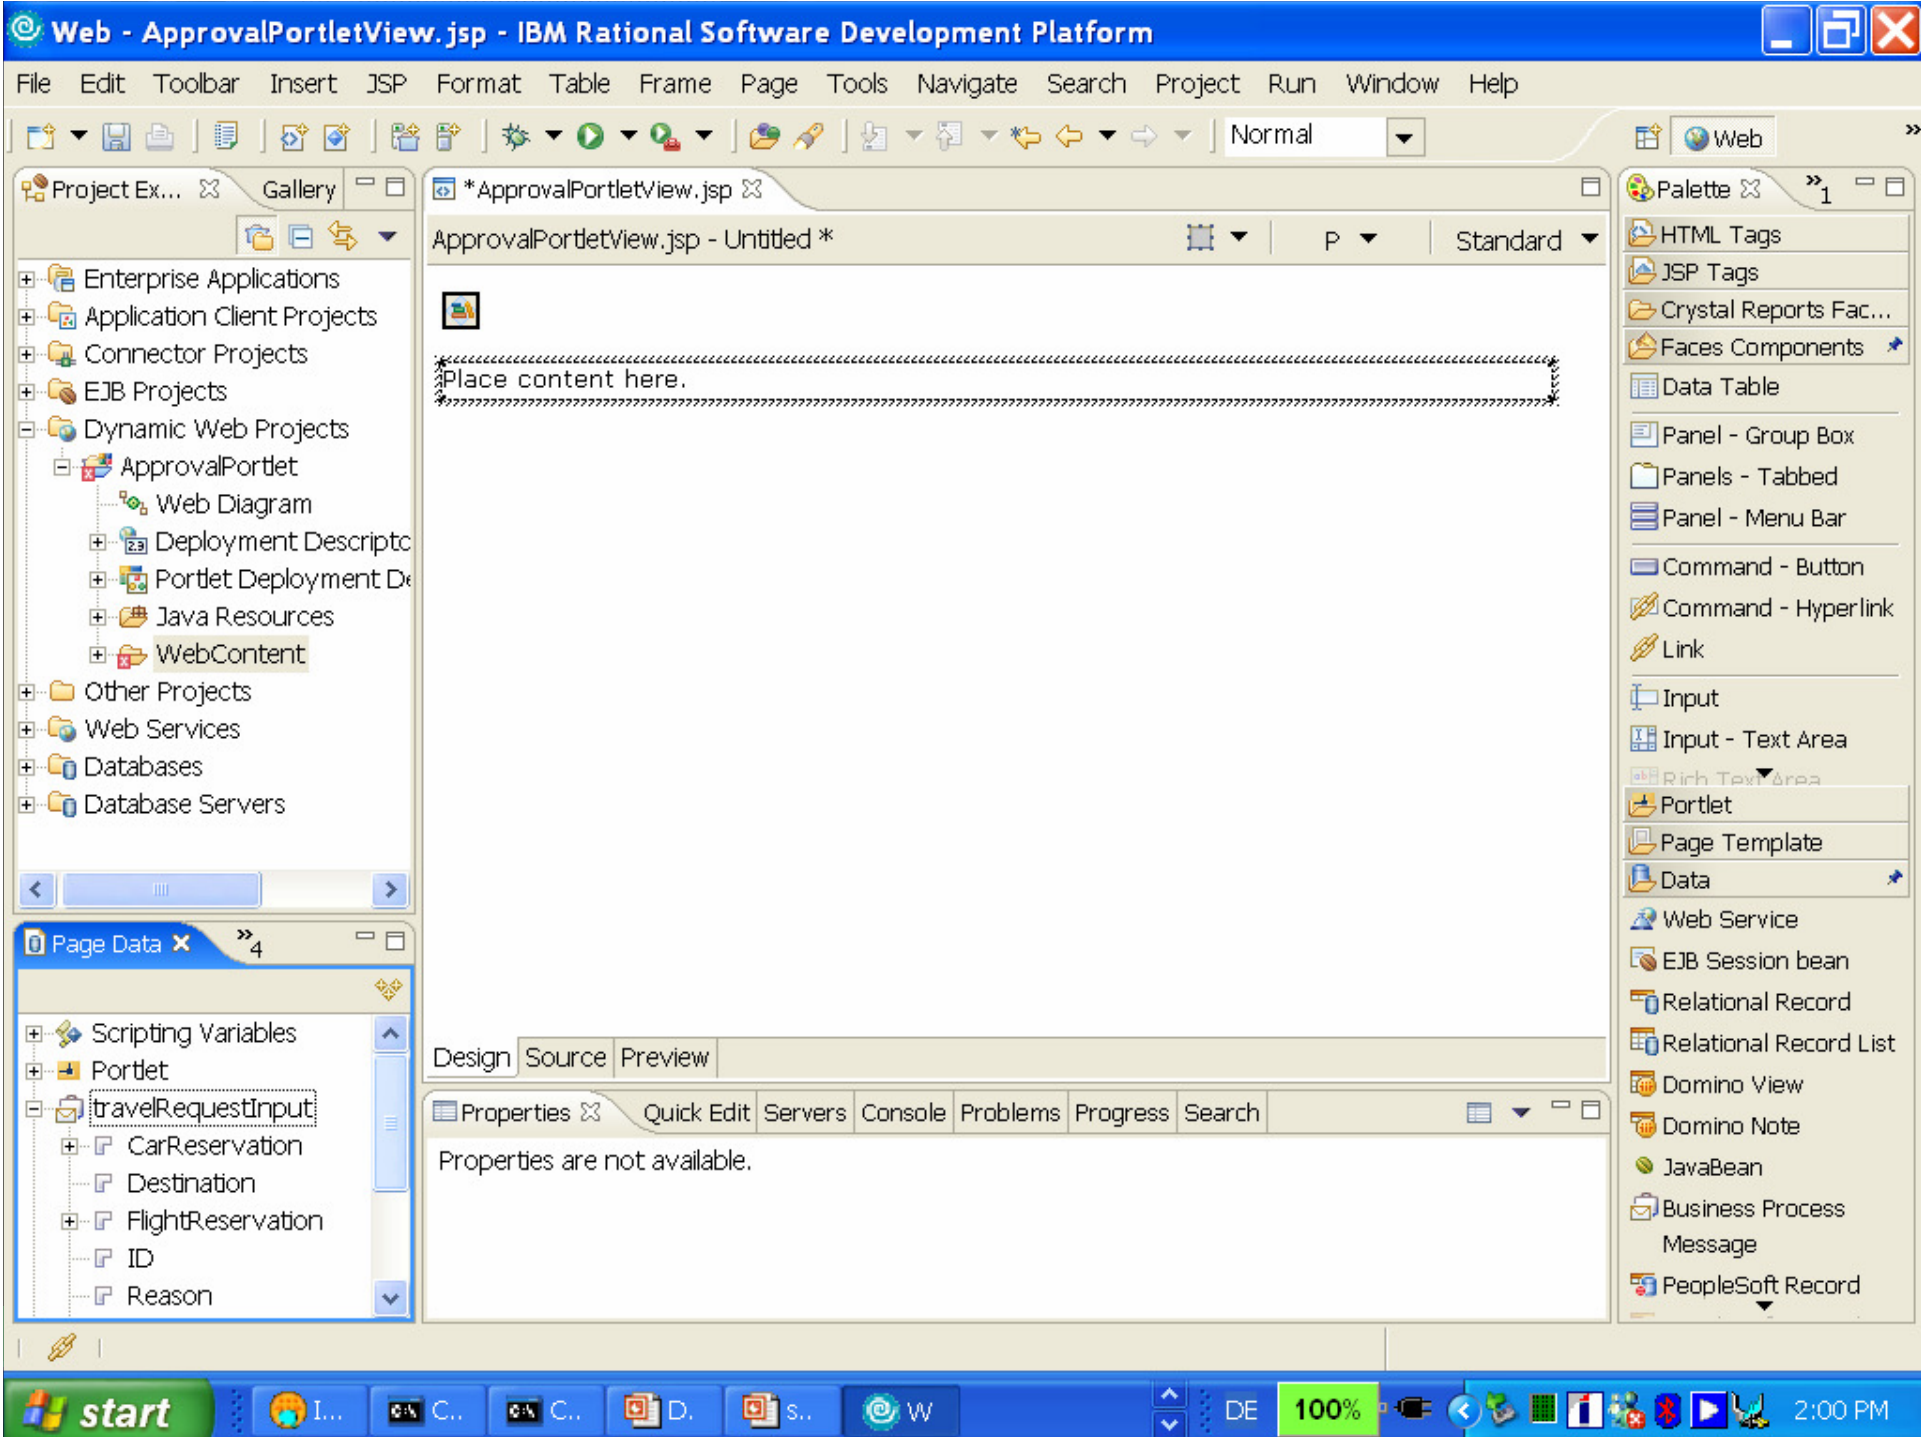 Web - ApprovalPortletView.jsp - IBM Rational Software Development Platform
File Edit Toolbar Insert JSP Format Table Frame Page Tools Navigate Search Project Run Window Help
Normal
Web
»
Project Ex... Gallery
Enterprise Applications
Application Client Projects
Connector Projects
EJB Projects
Dynamic Web Projects
ApprovalPortlet
Web Diagram
Deployment Descripto
2.3
Portlet Deployment De
Java Resources
WebContent
Other Projects
Web Services
Databases
Database Servers
Page Data »4
Scripting Variables
Portlet
travelRequestInput
CarReservation
Destination
FlightReservation
ID
Reason
*ApprovalPortletView.jsp
ApprovalPortletView.jsp - Untitled * P Standard
Place content here.
Design Source Preview
Properties Quick Edit Servers Console Problems Progress Search
Properties are not available.
Palette »1
HTML Tags
JSP Tags
Crystal Reports Fac...
Faces Components
Data Table
Panel - Group Box
Panels - Tabbed
Panel - Menu Bar
Command - Button
Command - Hyperlink
Link
Input
Input - Text Area
Rich Text Area
Portlet
Page Template
Data
Web Service
EJB Session bean
Relational Record
Relational Record List
Domino View
Domino Note
JavaBean
Business Process
Message
PeopleSoft Record
start I... C.. C.. D. s.. W DE 100% 2:00 PM